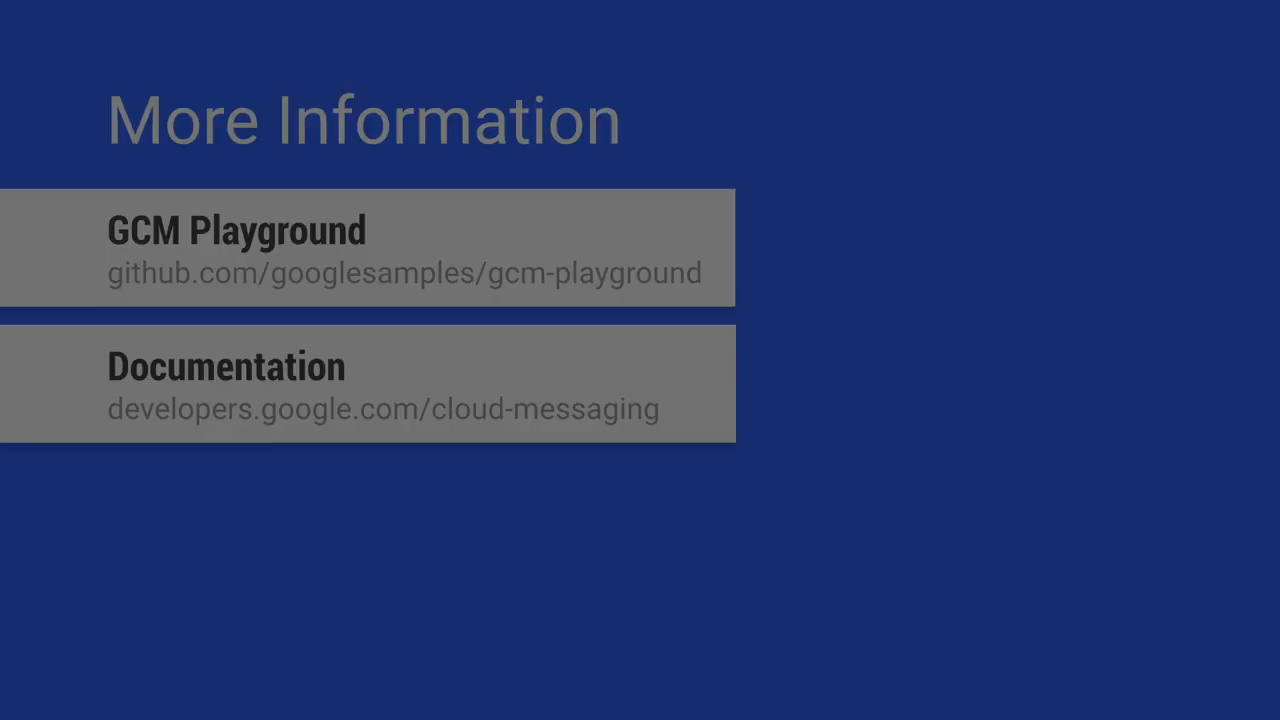 More Information
GCM Playground
github.com/googlesamples/gcm-playground
Documentation
developers.google.com/cloud-messaging